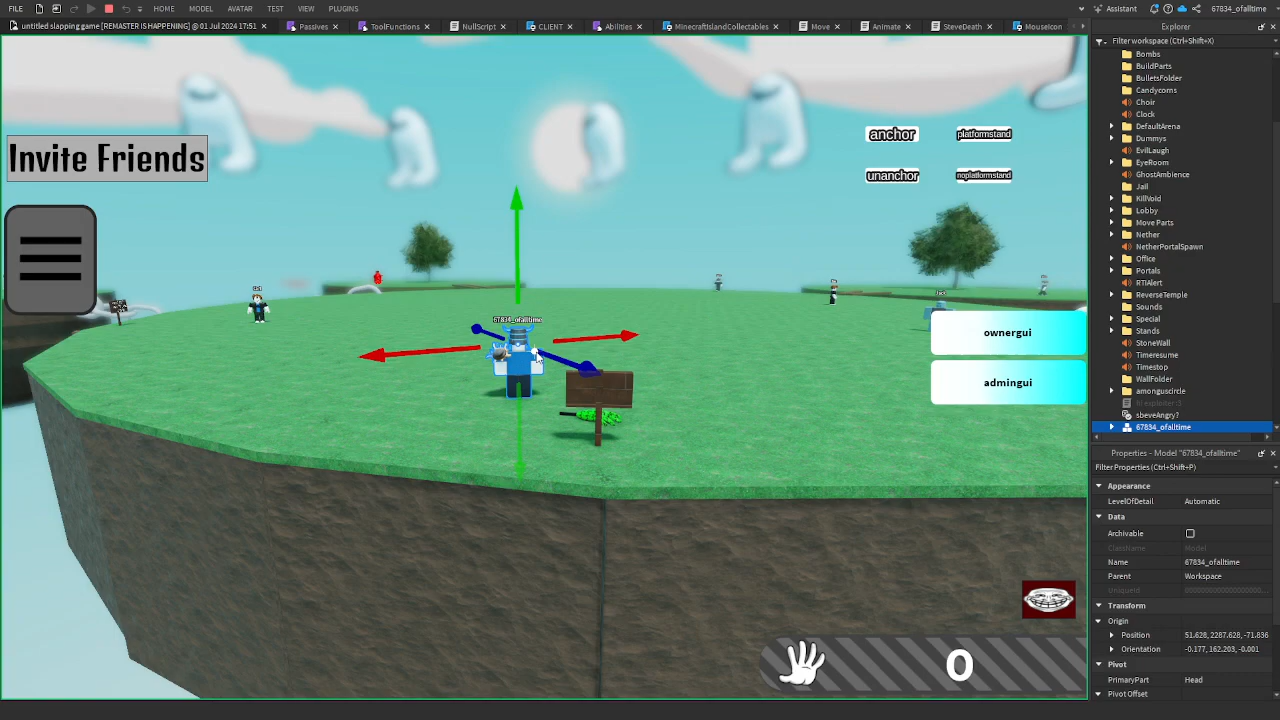 FILE
HOME
MODEL
AVATAR
TEST
VIEW
PLUGINS
Assistant
67834_ofalltime
untitled slapping game [REMASTER IS HAPPENING] @ 01 Jul 2024 17:51
Passives
ToolFunctions
NullScript
CLIENT
Abilities
MinecraftIslandCollectables
Move
Animate
SteveDeath
MouseIcon
Explorer
Filter workspace (Ctrl+Shift+X)
Bombs
BuildParts
BulletsFolder
Candycorns
Choir
Clock
DefaultArena
Dummys
EvilLaugh
EyeRoom
GhostAmbience
Jail
KillVoid
Lobby
Move Parts
Nether
NetherPortalSpawn
Office
Portals
RTIAlert
ReverseTemple
Sounds
Special
Stands
StoneWall
Timeresume
Timestop
WallFolder
amonguscircle
sbeveAngry?
67834_ofalltime
Invite Friends
anchor
platformstand
unanchor
noplatformstand
67834_ofalltime
ownergui
admingui
0
Properties - Model "67834_ofalltime"
Filter Properties (Ctrl+Shift+P)
Appearance
LevelOfDetail Automatic
Data
Archivable
ClassName Model
Name 67834_ofalltime
Parent Workspace
UniqueId
Transform
Origin
Position 51.628, 2287.628, -71.836
Orientation -0.177, 162.203, -0.001
Pivot
PrimaryPart Head
Pivot Offset